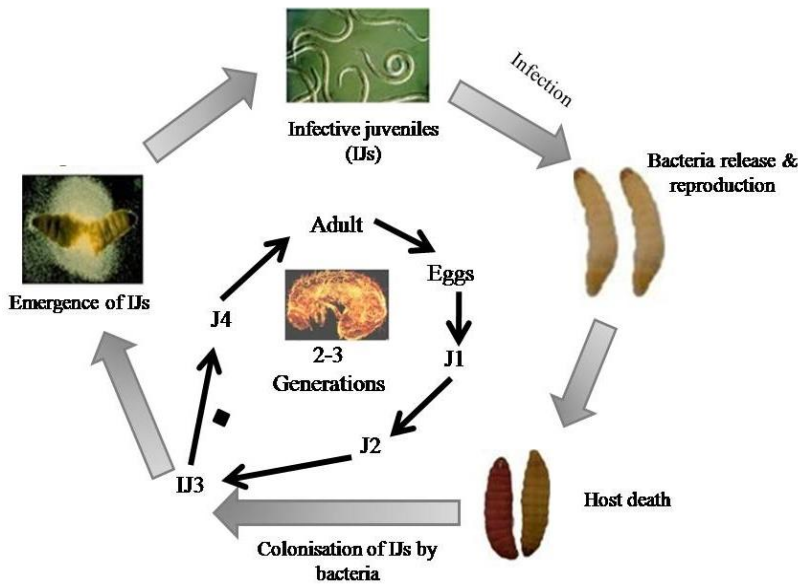 Infective juveniles
(IJs)
Infection
Bacteria release &
reproduction
Host death
Colonisation of IJs by
bacteria
Emergence of IJs
Adult
Eggs
J1
J2
IJ3
J4
2-3
Generations